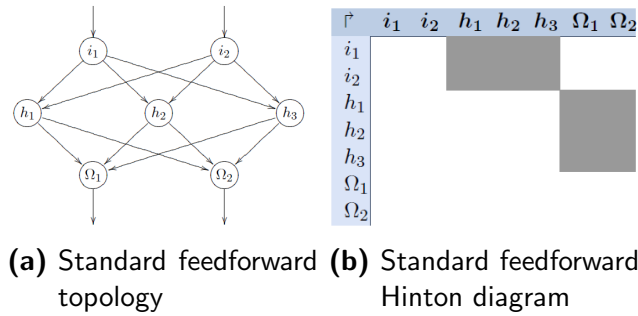 i₁ i₂
h₁ h₂ h₃
Ω₁ Ω₂
i₁ i₂ h₁ h₂ h₃ Ω₁ Ω₂
i₁
i₂
h₁
h₂
h₃
Ω₁
Ω₂
(a) Standard feedforward
topology
(b) Standard feedforward
Hinton diagram